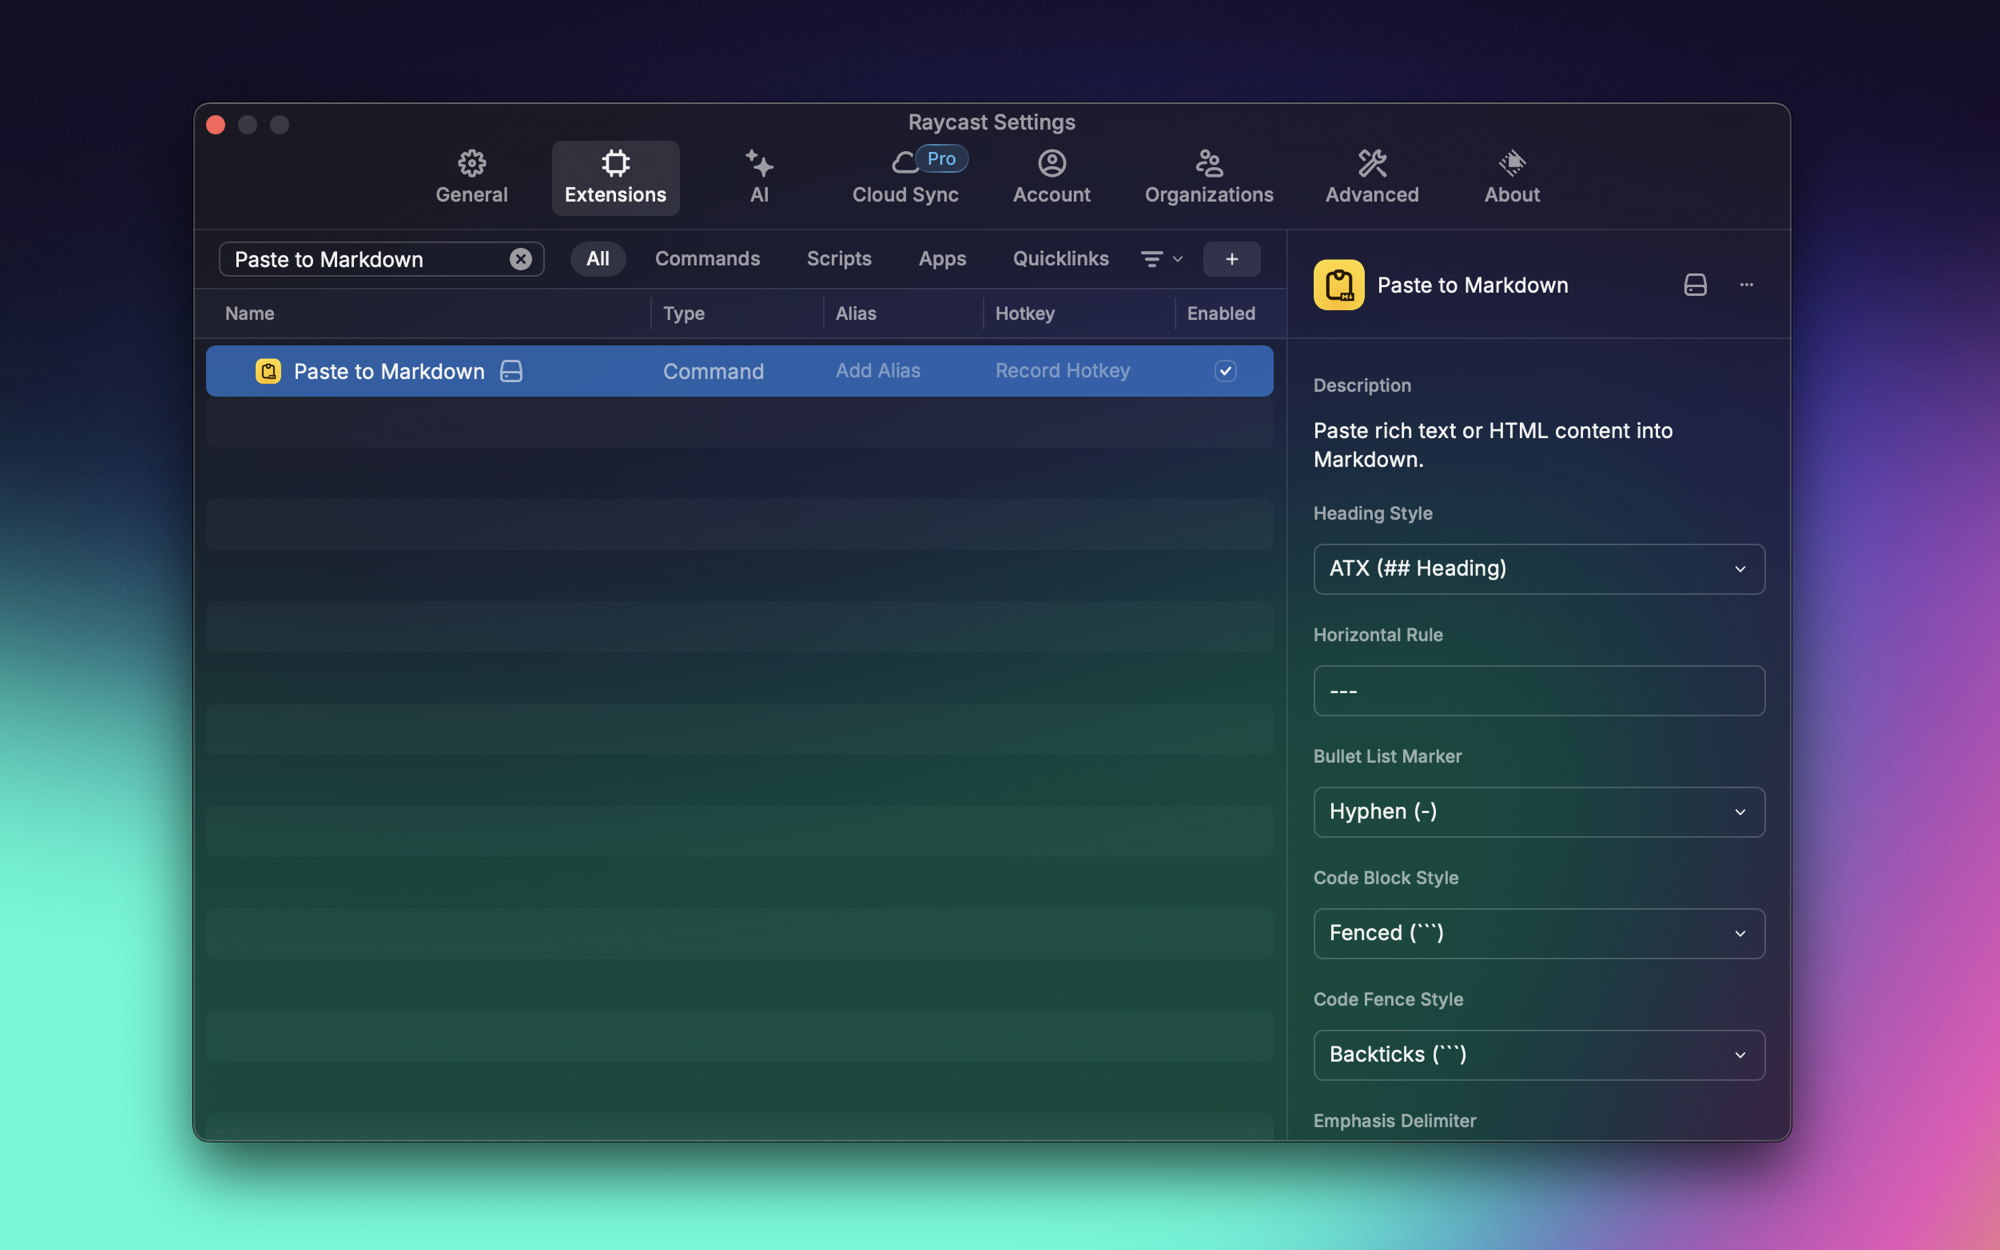 Raycast Settings
General
Extensions
AI
Pro
Cloud Sync
Account
Organizations
Advanced
About
Paste to Markdown
All
Commands
Scripts
Apps
Quicklinks
+
Name
Type
Alias
Hotkey
Enabled
Paste to Markdown
Command
Add Alias
Record Hotkey
Paste to Markdown
Description
Paste rich text or HTML content into
Markdown.
Heading Style
ATX (## Heading)
Horizontal Rule
---
Bullet List Marker
Hyphen (-)
Code Block Style
Fenced (```)
Code Fence Style
Backticks (```)
Emphasis Delimiter